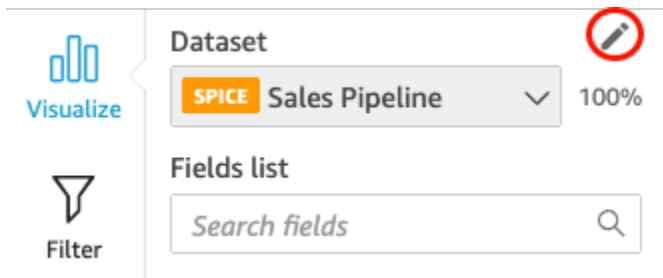 Dataset
SPICE Sales Pipeline
100%
Visualize
Fields list
Search fields
Filter